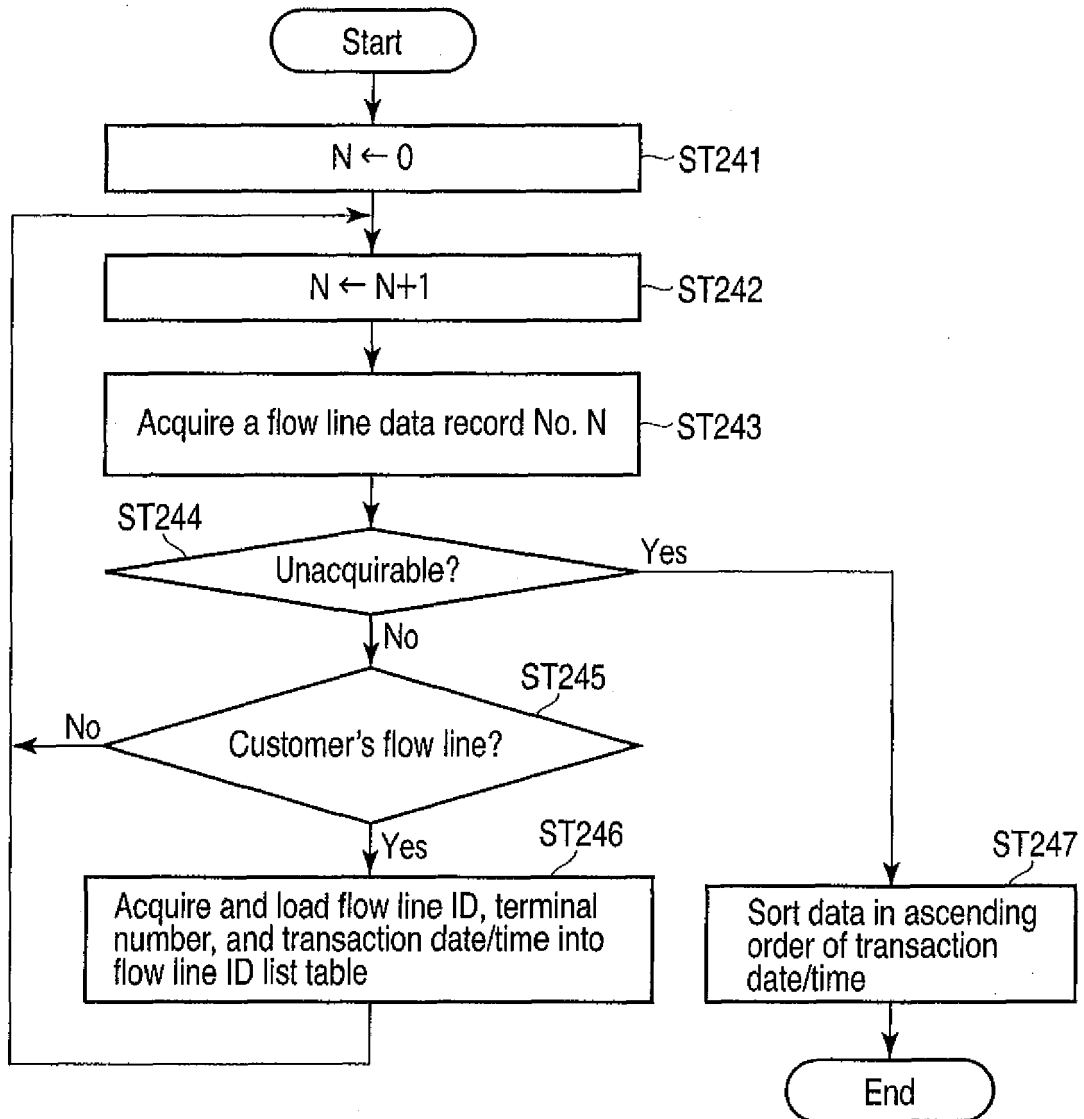 Start
N ← 0
ST241
N ← N+1
ST242
Acquire a flow line data record No. N
ST243
ST244
Unacquirable?
Yes
No
ST245
Customer's flow line?
No
Yes
ST246
Acquire and load flow line ID, terminal
number, and transaction date/time into
flow line ID list table
ST247
Sort data in ascending
order of transaction
date/time
End